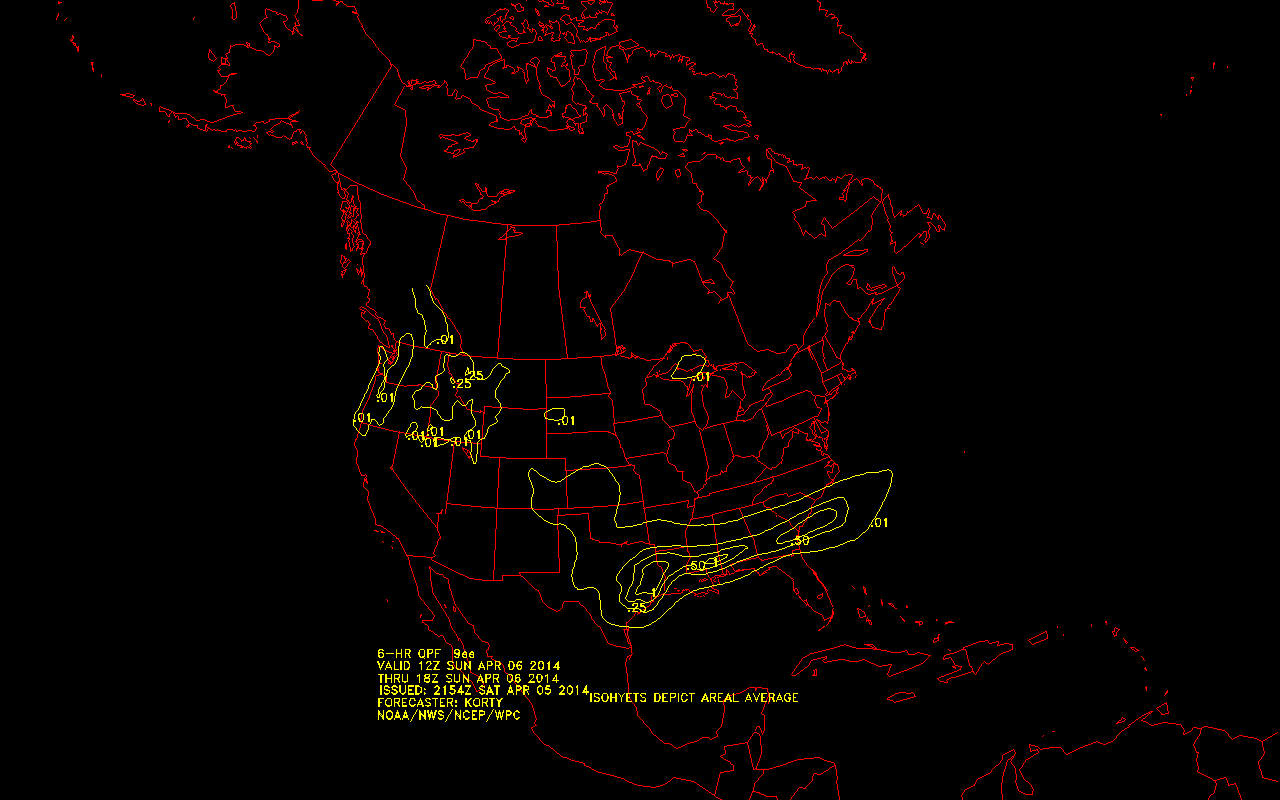 .01
.25
.25
.01
.01
.01
.01
.01
.01
.01
.01
.01
.01
.01
.50
.50 1
1
.25
6-HR QPF 9ee
VALID 12Z SUN APR 06 2014
THRU 18Z SUN APR 06 2014
ISSUED: 2154Z SAT APR 05 2014
ISOHYETS DEPICT AREAL AVERAGE
FORECASTER: KORTY
NOAA/NWS/NCEP/WPC